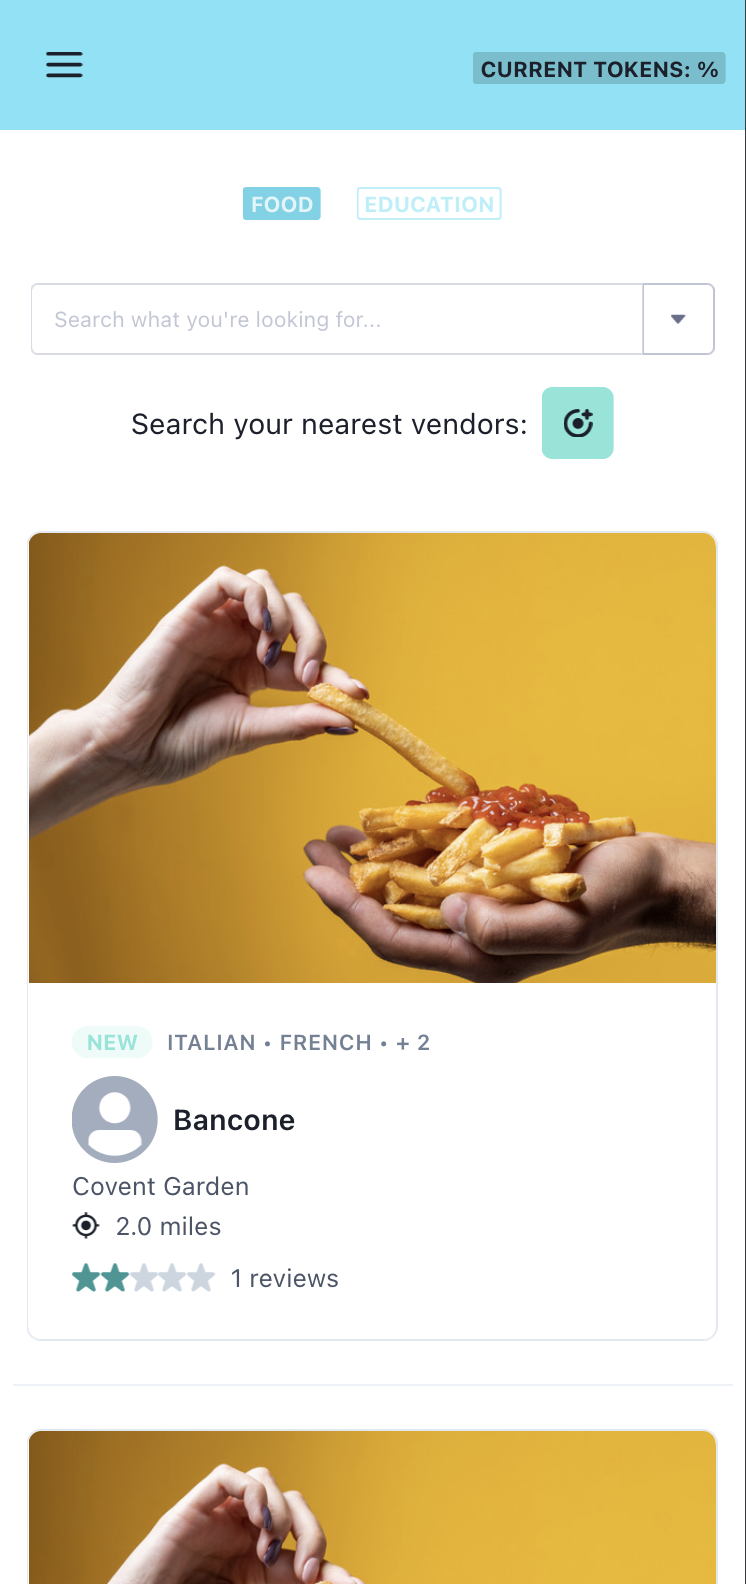 CURRENT TOKENS: %
FOOD EDUCATION
Search what you're looking for...
Search your nearest vendors:
NEW ITALIAN • FRENCH • + 2
Bancone
Covent Garden
2.0 miles
1 reviews